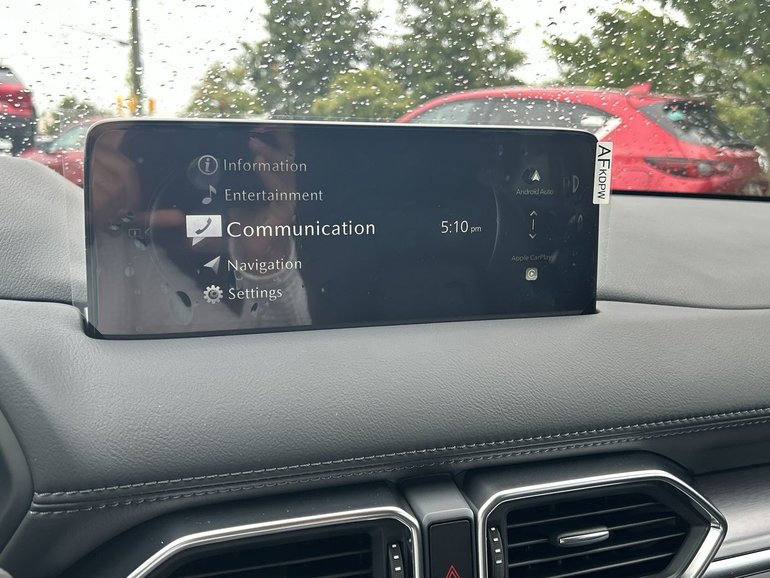 Information
Entertainment
Communication
5:10 pm
Navigation
Settings
Android Auto
Apple CarPlay
AFKDPW